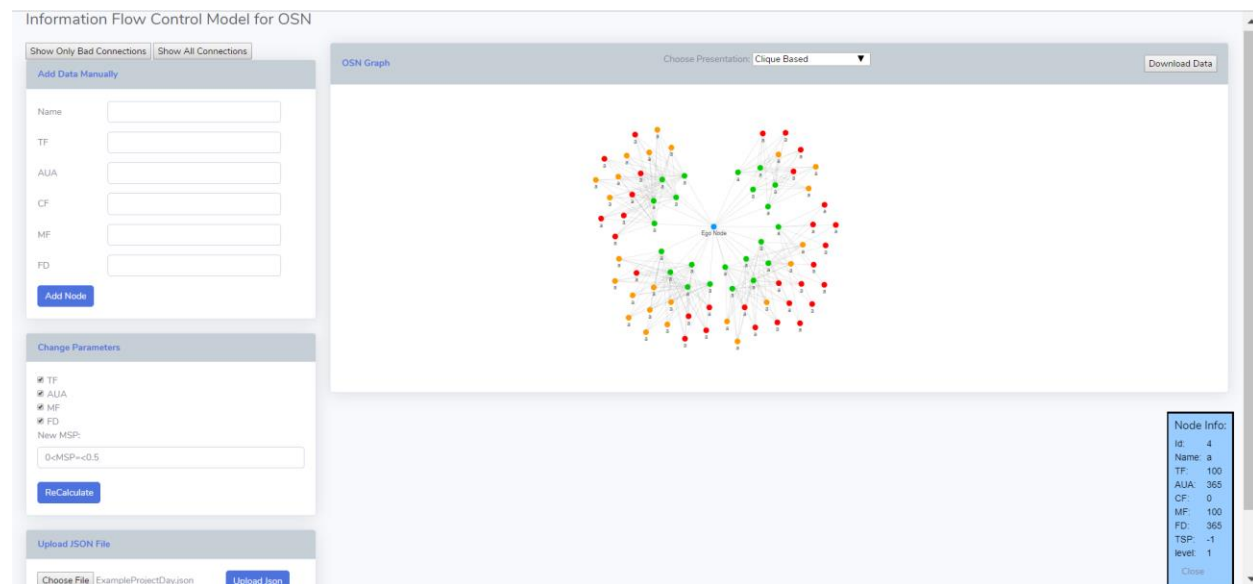 Information Flow Control Model for OSN
Show Only Bad Connections Show All Connections
Add Data Manually
Name
TF
AUA
CF
MF
FD
Add Node
Change Parameters
TF
AUA
MF
FD
New MSP:
0<MSP=<0.5
ReCalculate
Upload JSON File
Choose File ExampleProjectDay.json Upload Json
OSN Graph Choose Presentation: Clique Based Download Data
Ego Node
Node Info:
Id: 4
Name: a
TF: 100
AUA: 365
CF: 0
MF: 100
FD: 365
TSP: -1
level: 1
Close